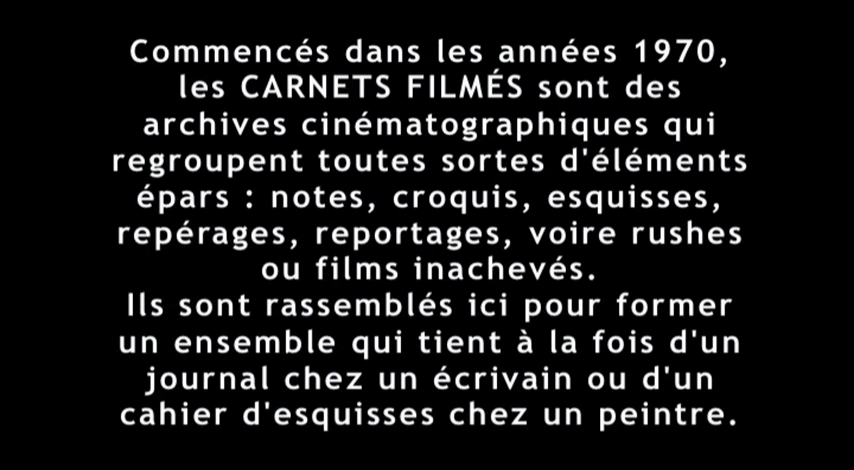 Commencés dans les années 1970,
les CARNETS FILMÉS sont des
archives cinématographiques qui
regroupent toutes sortes d'éléments
épars : notes, croquis, esquisses,
repérages, reportages, voire rushes
ou films inachevés.
Ils sont rassemblés ici pour former
un ensemble qui tient à la fois d'un
journal chez un écrivain ou d'un
cahier d'esquisses chez un peintre.